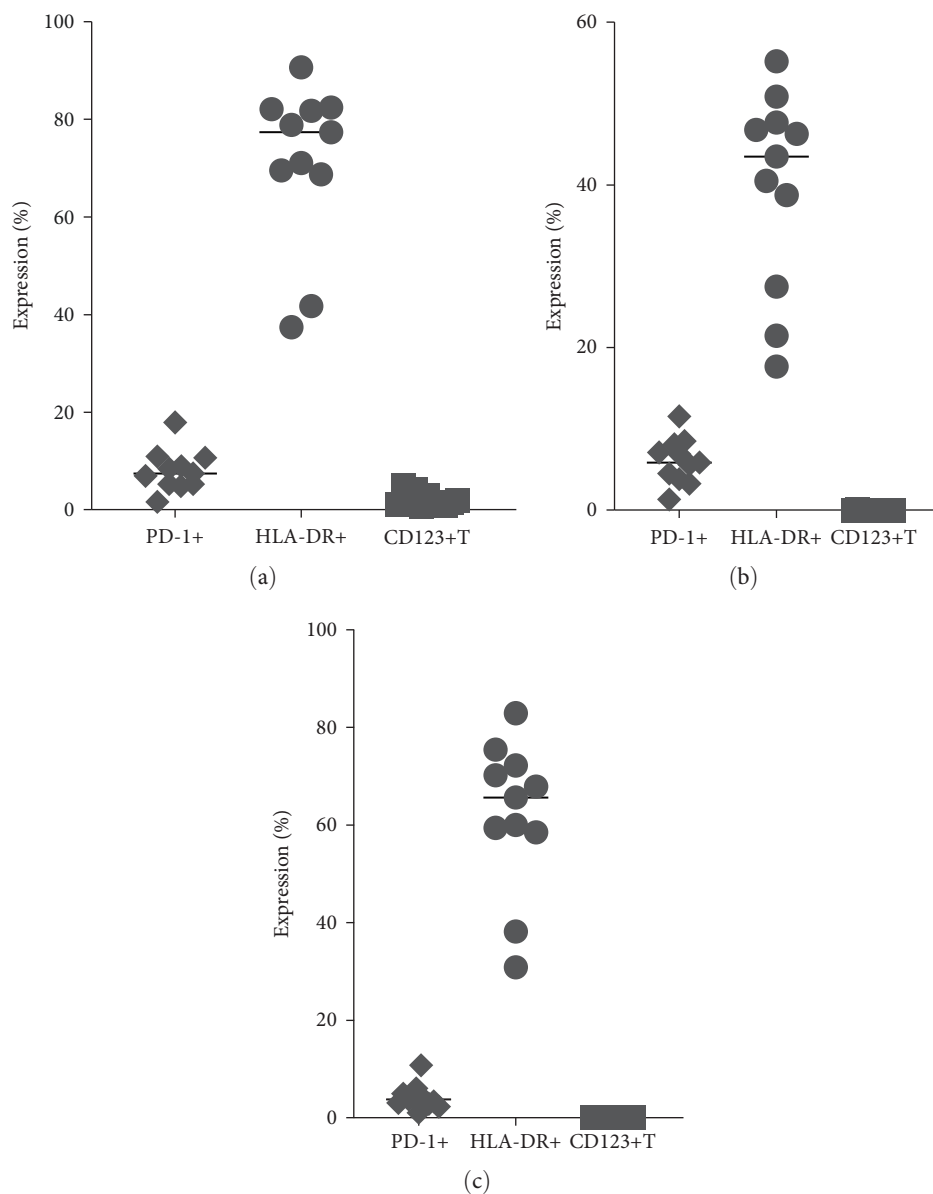 100
80
60
40
20
0
Expression (%)
PD-1+ HLA-DR+ CD123+T
(a)
60
40
20
0
Expression (%)
PD-1+ HLA-DR+ CD123+T
(b)
100
80
60
40
20
0
Expression (%)
PD-1+ HLA-DR+ CD123+T
(c)